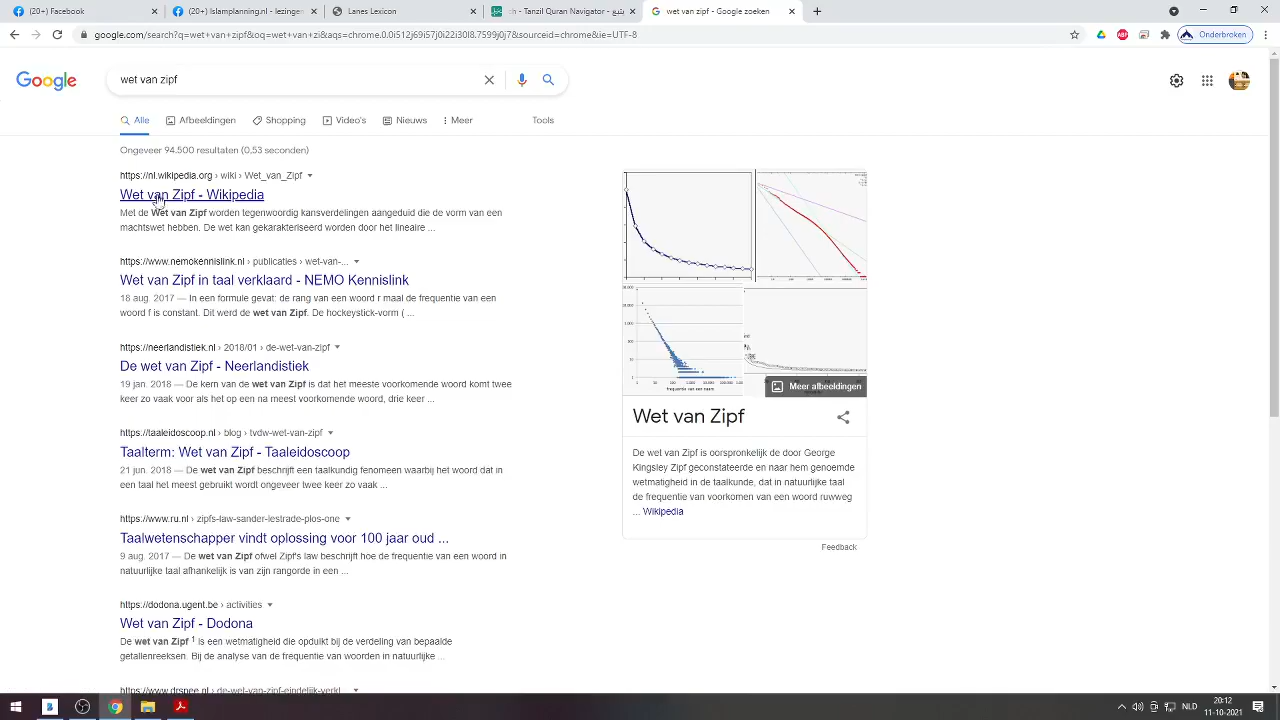 (20+) Facebook
(20+) Islamplanning.nl - lezingen
Lanes Lexicon
ch - Tanzil Quran Navigator
wet van zipf - Google zoeken
google.com/search?q=wet+van+zipf&oq=wet+van+zi&aqs=chrome.0.0i512j69i57j0i22i30l8.7599j0j7&sourceid=chrome&ie=UTF-8
Onderbroken
Google
wet van zipf
Alle
Afbeeldingen
Shopping
Video's
Nieuws
Meer
Tools
Ongeveer 94.500 resultaten (0,53 seconden)
https://nl.wikipedia.org › wiki › Wet_van_Zipf
Wet van Zipf - Wikipedia
Met de Wet van Zipf worden tegenwoordig kansverdelingen aangeduid die de vorm van een
machtswet hebben. De wet kan gekarakteriseerd worden door het lineaire ...
https://www.nemokennislink.nl › publicaties › wet-van-...
Wet van Zipf in taal verklaard - NEMO Kennislink
18 aug. 2017 — In een formule gevat: de rang van een woord r maal de frequentie van een
woord f is constant. Dit werd de wet van Zipf. De hockeystick-vorm ( ...
https://neerlandistiek.nl › 2018/01 › de-wet-van-zipf
De wet van Zipf - Neerlandistiek
19 jan. 2018 — De kern van de wet van Zipf is dat het meeste voorkomende woord komt twee
keer zo vaak voor als het op een na meest voorkomende woord, drie keer ...
https://taaleidoscoop.nl › blog › tvdw-wet-van-zipf
Taalterm: Wet van Zipf - Taaleidoscoop
21 jun. 2018 — De wet van Zipf beschrijft een taalkundig fenomeen waarbij het woord dat in
een taal het meest gebruikt wordt ongeveer twee keer zo vaak ...
https://www.ru.nl › zipfs-law-sander-lestrade-plos-one
Taalwetenschapper vindt oplossing voor 100 jaar oud ...
9 aug. 2017 — De wet van Zipf ofwel Zipf's law beschrijft hoe de frequentie van een woord in
natuurlijke taal afhankelijk is van zijn rangorde in een ...
https://dodona.ugent.be › activities
Wet van Zipf - Dodona
De wet van Zipf ¹ is een wetmatigheid die opduikt bij de verdeling van bepaalde
getallenreeksen. Bij de analyse van de frequentie van woorden in natuurlijke ...
https://www.drspee.nl › de-wet-van-zipf-eindelijk-verkl...
Meer afbeeldingen
Wet van Zipf
De wet van Zipf is oorspronkelijk de door George
Kingsley Zipf geconstateerde en naar hem genoemde
wetmatigheid in de taalkunde, dat in natuurlijke taal
de frequentie van voorkomen van een woord ruwweg
... Wikipedia
Feedback
NLD
20:12
11-10-2021